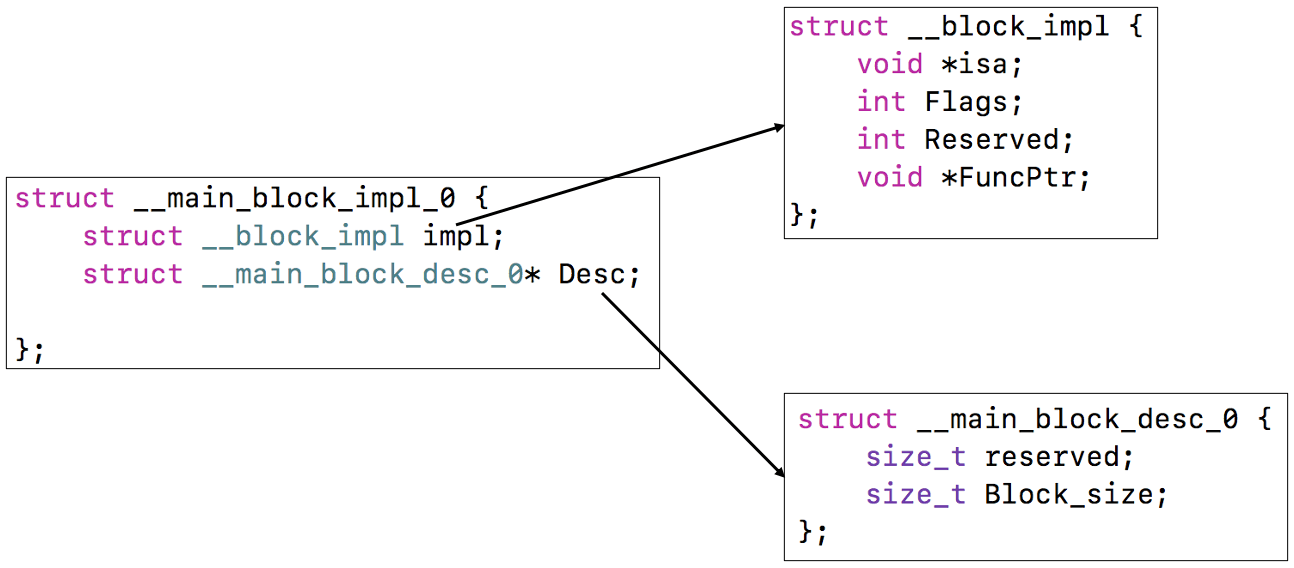 struct __block_impl {
    void *isa;
    int Flags;
    int Reserved;
    void *FuncPtr;
};
struct __main_block_impl_0 {
    struct __block_impl impl;
    struct __main_block_desc_0* Desc;
};
struct __main_block_desc_0 {
    size_t reserved;
    size_t Block_size;
};